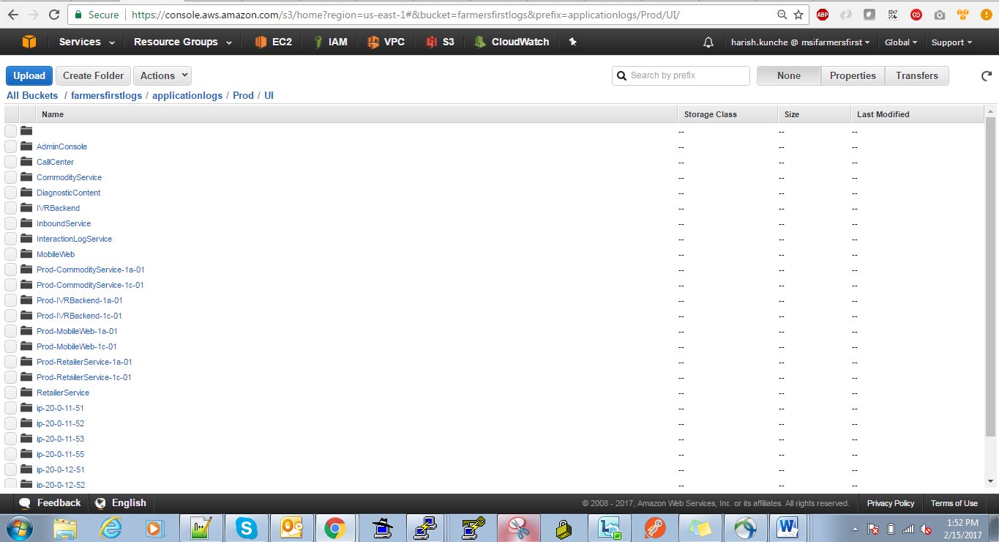 Secure https://console.aws.amazon.com/s3/home?region=us-east-1#&bucket=farmersfirstlogs&prefix=applicationlogs/Prod/UI/ ABP
Services Resource Groups EC2 IAM VPC S3 CloudWatch harish.kunche @ msifarmersfirst Global Support
Upload Create Folder Actions Search by prefix None Properties Transfers
All Buckets / farmersfirstlogs / applicationlogs / Prod / UI
Name Storage Class Size Last Modified
-- -- --
AdminConsole -- -- --
CallCenter -- -- --
CommodityService -- -- --
DiagnosticContent -- -- --
IVRBackend -- -- --
InboundService -- -- --
InteractionLogService -- -- --
MobileWeb -- -- --
Prod-CommodityService-1a-01 -- -- --
Prod-CommodityService-1c-01 -- -- --
Prod-IVRBackend-1a-01 -- -- --
Prod-IVRBackend-1c-01 -- -- --
Prod-MobileWeb-1a-01 -- -- --
Prod-MobileWeb-1c-01 -- -- --
Prod-RetailerService-1a-01 -- -- --
Prod-RetailerService-1c-01 -- -- --
RetailerService -- -- --
ip-20-0-11-51 -- -- --
ip-20-0-11-52 -- -- --
ip-20-0-11-53 -- -- --
ip-20-0-11-55 -- -- --
ip-20-0-12-51 -- -- --
ip-20-0-12-52 -- -- --
Feedback English © 2008 - 2017, Amazon Web Services, Inc. or its affiliates. All rights reserved. Privacy Policy Terms of Use
1:52 PM
2/15/2017